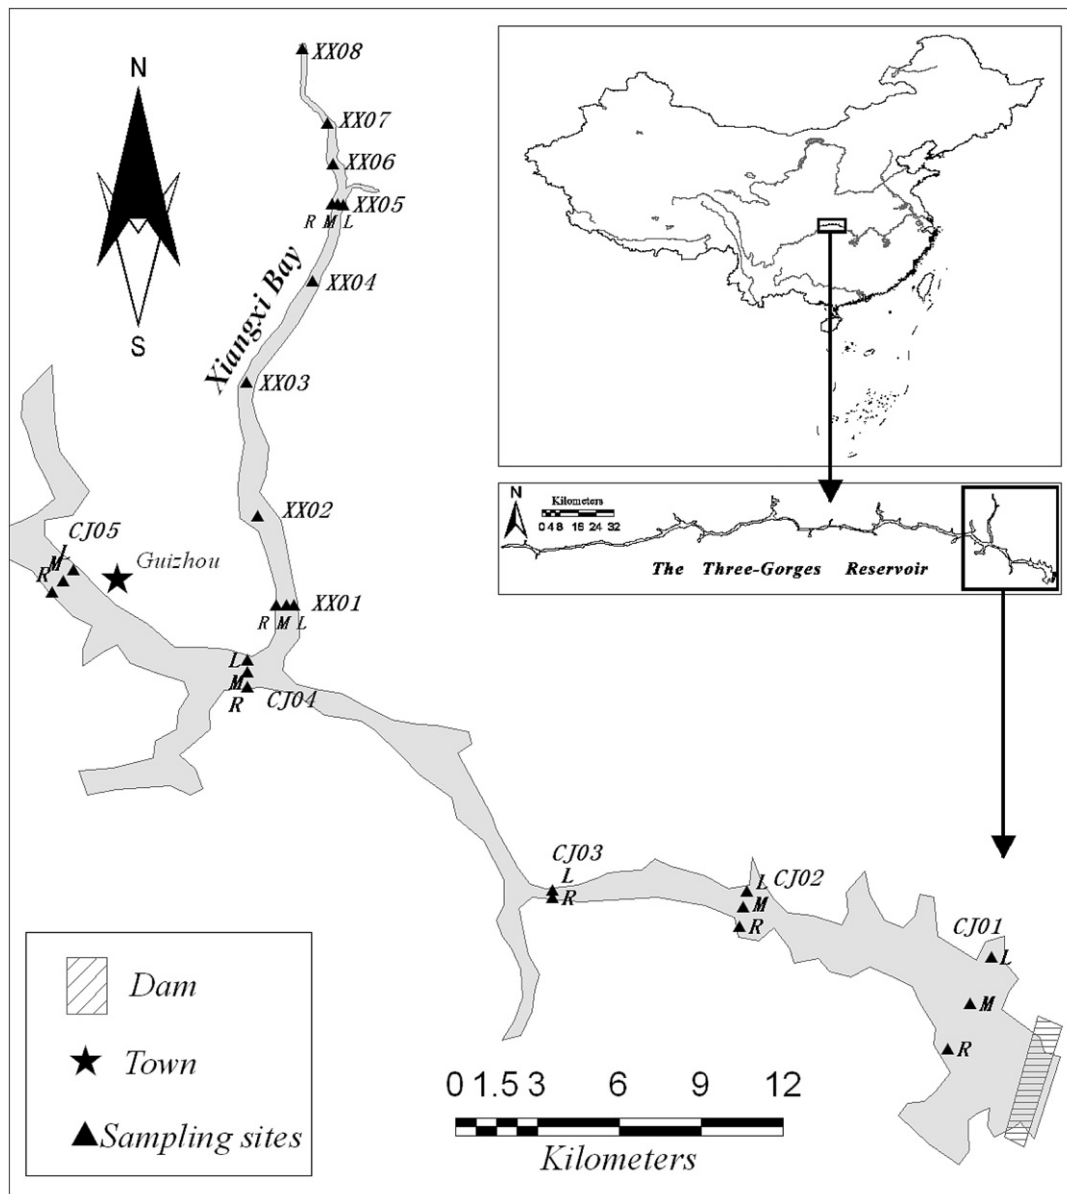 XX08
N
XX07
XX06
XX05
R M L
XX04
Xiangxi Bay
S
XX03
XX02
N
Kilometers
0 4 8 16 24 32
The Three-Gorges Reservoir
CJ05
L
M
R
Guizhou
XX01
R M L
L
M
R
CJ04
CJ03
L
R
CJ02
L
M
R
CJ01
L
M
R
Dam
Town
Sampling sites
0 1.5 3 6 9 12
Kilometers